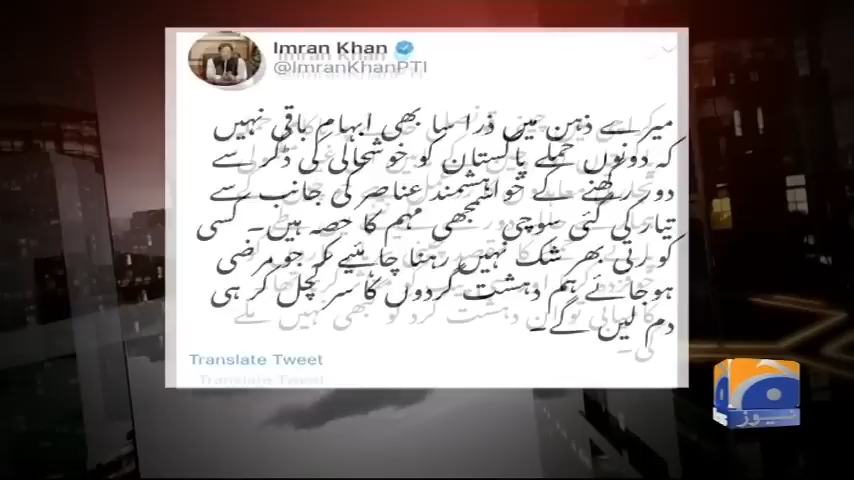 Imran Khan
@ImranKhanPTI
میرے ذہن میں ذرا سا بھی ابہام باقی نہیں
کہ دونوں حملے پاکستان کو خوشحالی کی ڈگر سے
دور رکھنے کے خواہشمند عناصر کی جانب سے
تیار کی گئی سوچی سمجھی مہم کا حصہ ہیں۔ کسی
کو رتی بھر شک نہیں رہنا چاہئیے کہ جو مرضی
ہو جائے ہم دہشت گردوں کا سر کچل کر ہی
دم لیں گے۔
Translate Tweet
نیوز